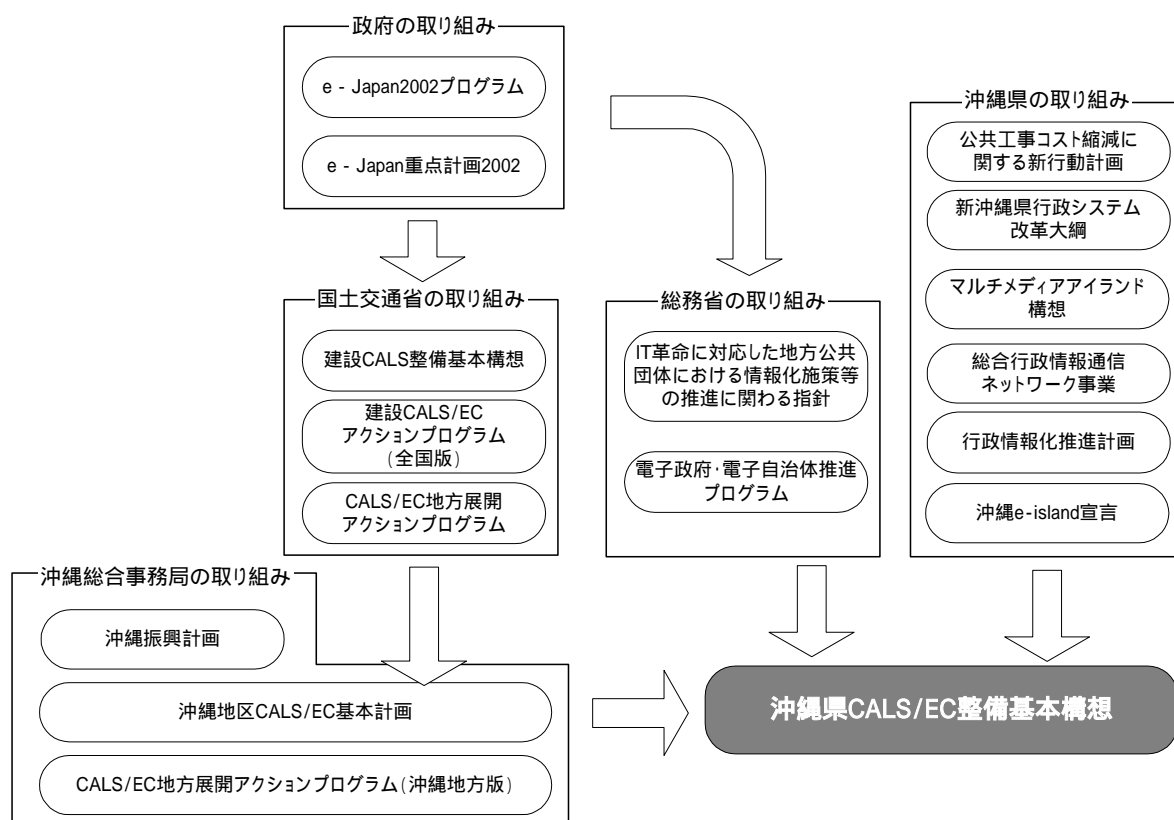 政府の取り組み
e - Japan2002プログラム
e - Japan重点計画2002
国土交通省の取り組み
建設CALS整備基本構想
建設CALS/EC
アクションプログラム
(全国版)
CALS/EC地方展開
アクションプログラム
総務省の取り組み
IT革命に対応した地方公共
団体における情報化施策等
の推進に関わる指針
電子政府･電子自治体推進
プログラム
沖縄県の取り組み
公共工事コスト縮減に
関する新行動計画
新沖縄県行政システム
改革大綱
マルチメディアアイランド
構想
総合行政情報通信
ネットワーク事業
行政情報化推進計画
沖縄e-island宣言
沖縄総合事務局の取り組み
沖縄振興計画
沖縄地区CALS/EC基本計画
CALS/EC地方展開アクションプログラム(沖縄地方版)
沖縄県CALS/EC整備基本構想